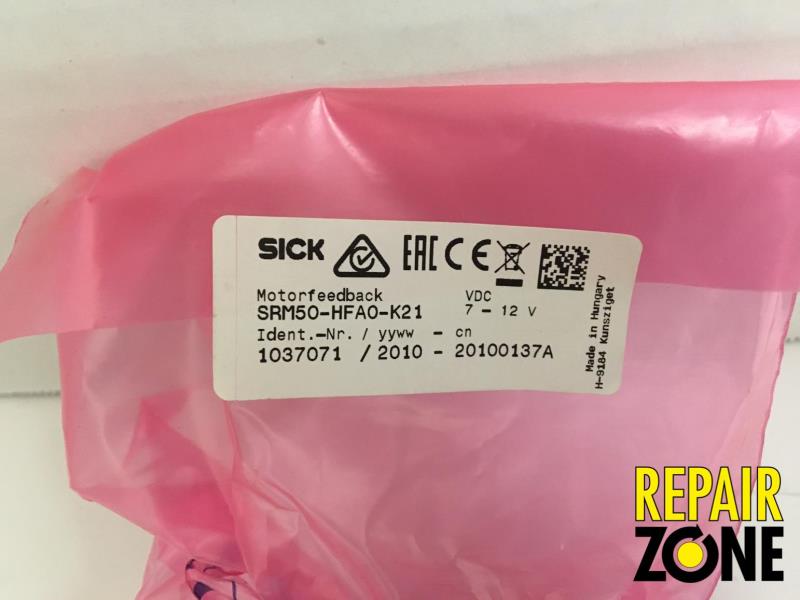 SICK EAC CE
Motorfeedback VDC
SRM50-HFA0-K21 7 - 12 V
Ident.-Nr. / yyww - cn
1037071 / 2010 - 20100137A
Made in Hungary
H-9184 Kunsziget
REPAIR
ZONE